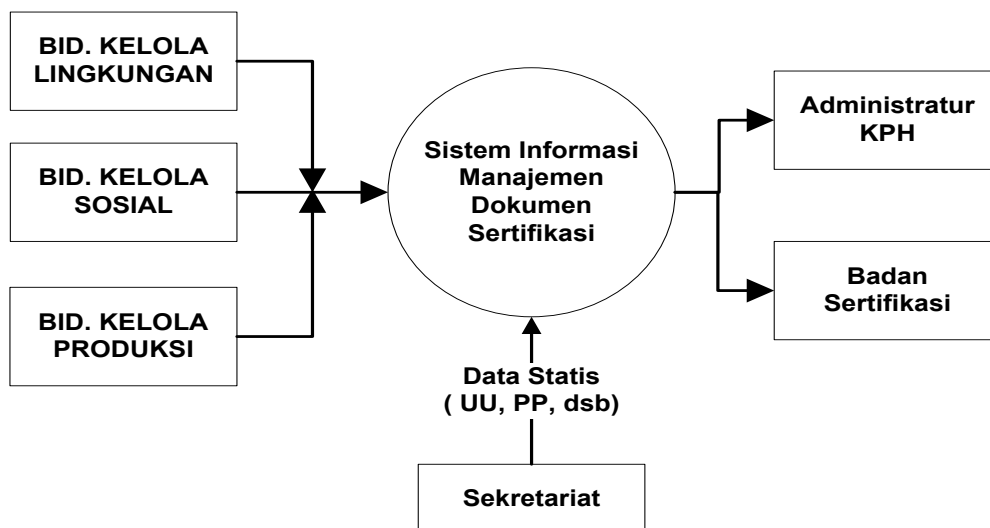 BID. KELOLA
LINGKUNGAN
BID. KELOLA
SOSIAL
BID. KELOLA
PRODUKSI
Sistem Informasi
Manajemen
Dokumen
Sertifikasi
Administratur
KPH
Badan
Sertifikasi
Data Statis
( UU, PP, dsb)
Sekretariat